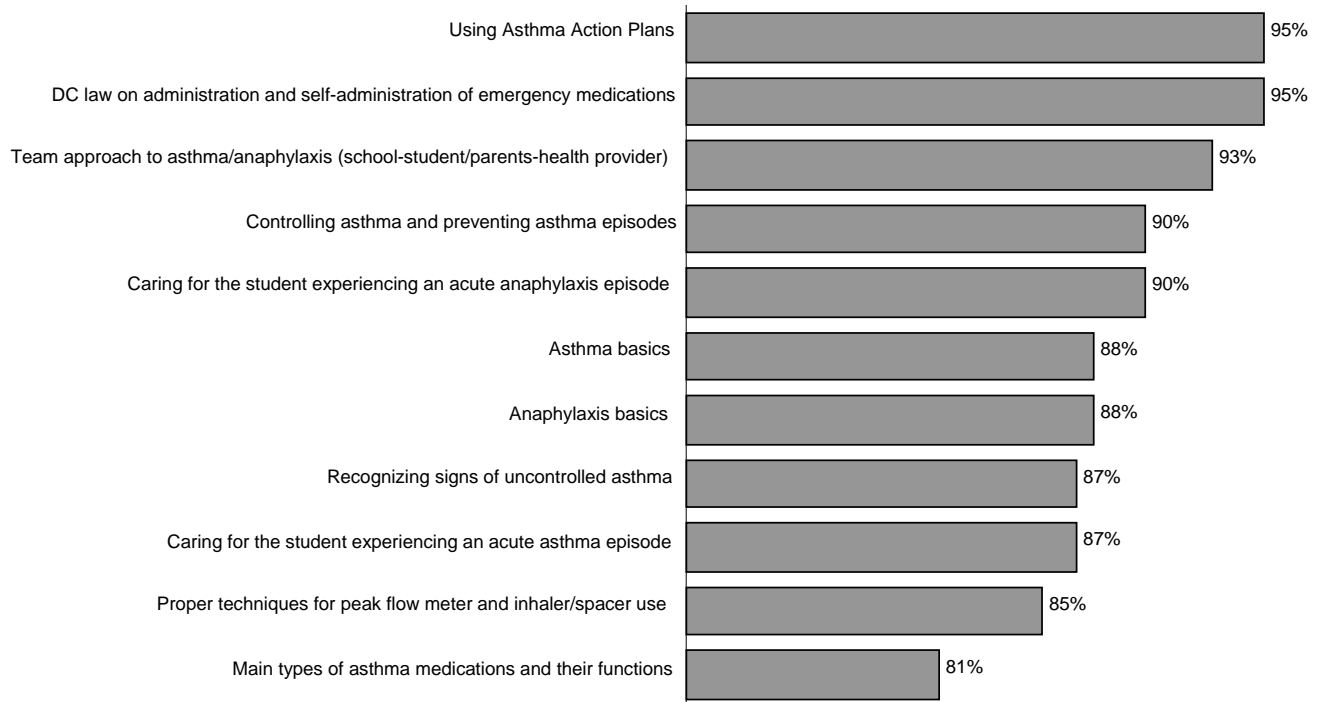 Using Asthma Action Plans 95%
DC law on administration and self-administration of emergency medications 95%
Team approach to asthma/anaphylaxis (school-student/parents-health provider) 93%
Controlling asthma and preventing asthma episodes 90%
Caring for the student experiencing an acute anaphylaxis episode 90%
Asthma basics 88%
Anaphylaxis basics 88%
Recognizing signs of uncontrolled asthma 87%
Caring for the student experiencing an acute asthma episode 87%
Proper techniques for peak flow meter and inhaler/spacer use 85%
Main types of asthma medications and their functions 81%